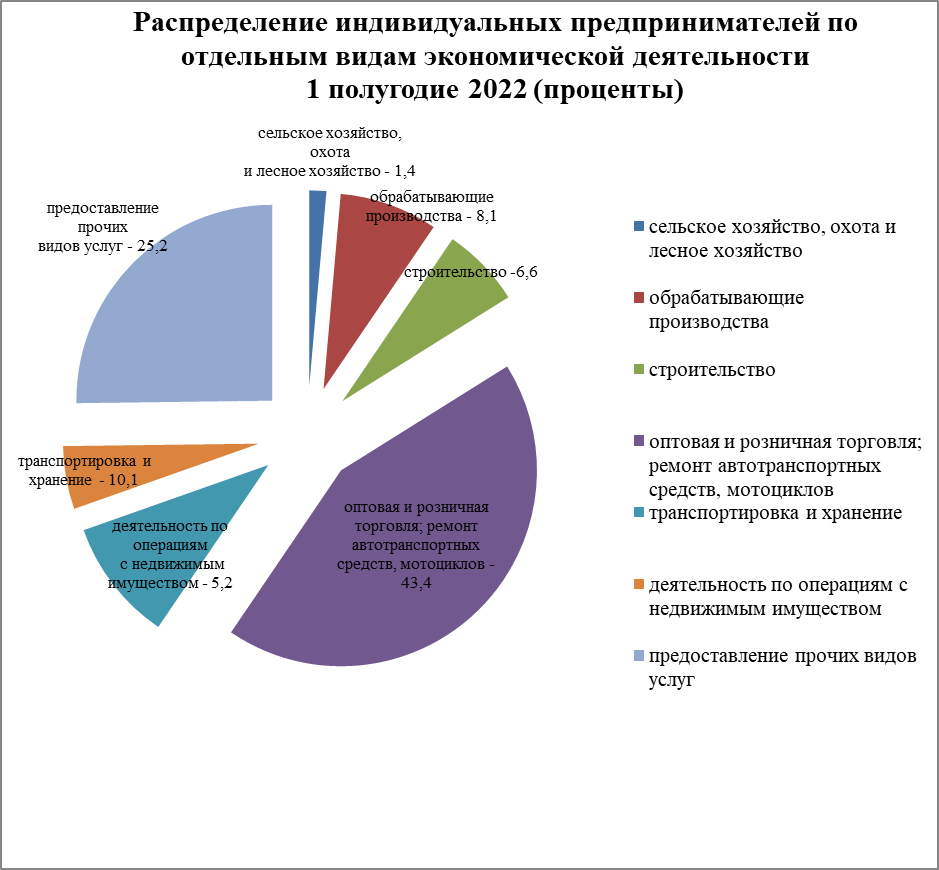 Распределение индивидуальных предпринимателей по
отдельным видам экономической деятельности
1 полугодие 2022 (проценты)
сельское хозяйство,
охота
и лесное хозяйство - 1,4
обрабатывающие
производства - 8,1
строительство -6,6
оптовая и розничная
торговля; ремонт
автотранспортных
средств, мотоциклов -
43,4
деятельность по
операциям
с недвижимым
имуществом - 5,2
транспортировка и
хранение - 10,1
предоставление
прочих
видов услуг - 25,2
сельское хозяйство, охота и
лесное хозяйство
обрабатывающие
производства
строительство
оптовая и розничная торговля;
ремонт автотранспортных
средств, мотоциклов
транспортировка и хранение
деятельность по операциям с
недвижимым имуществом
предоставление прочих видов
услуг